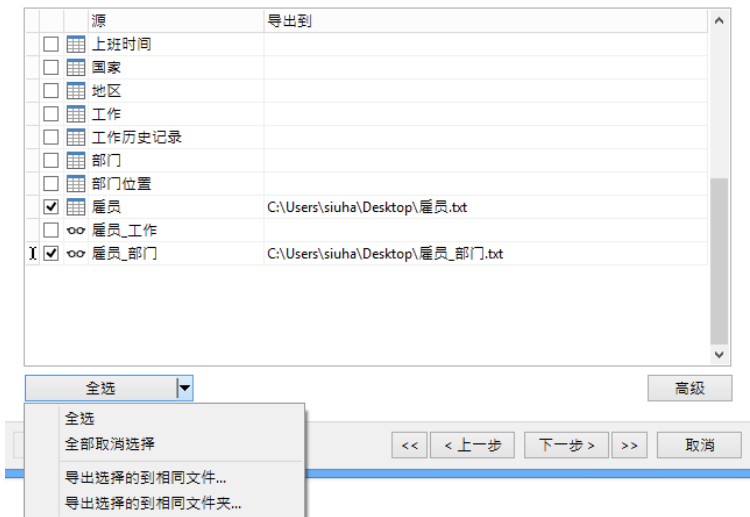 源 导出到
上班时间
国家
地区
工作
工作历史记录
部门
部门位置
雇员 C:\Users\siuha\Desktop\雇员.txt
雇员_工作
雇员_部门 C:\Users\siuha\Desktop\雇员_部门.txt
全选 高级
全选
全部取消选择
<< < 上一步 下一步 > >> 取消
导出选择的到相同文件...
导出选择的到相同文件夹...